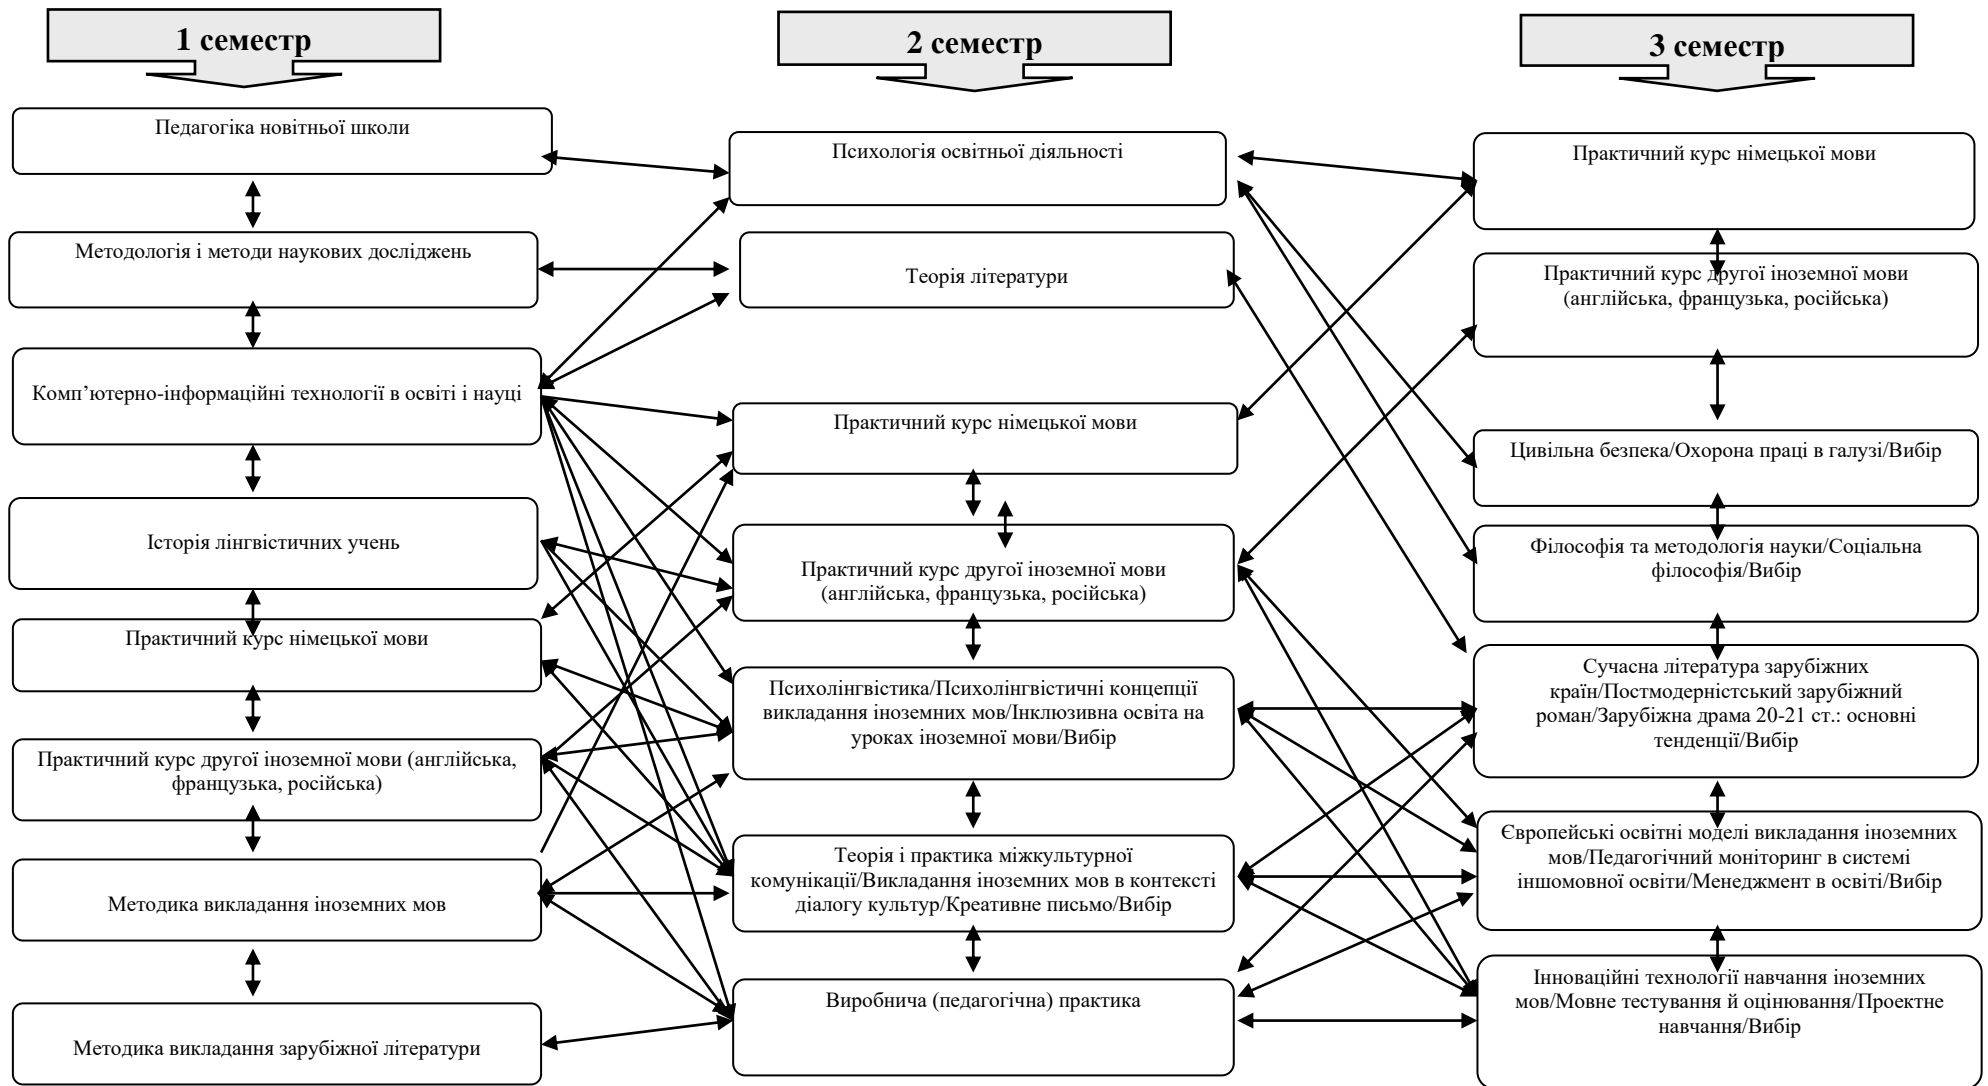 1 семестр
2 семестр
3 семестр
Педагогіка новітньої школи
Методологія і методи наукових досліджень
Комп’ютерно-інформаційні технології в освіті і науці
Історія лінгвістичних учень
Практичний курс німецької мови
Практичний курс другої іноземної мови (англійська,
французька, російська)
Методика викладання іноземних мов
Методика викладання зарубіжної літератури
Психологія освітньої діяльності
Теорія літератури
Практичний курс німецької мови
Практичний курс другої іноземної мови
(англійська, французька, російська)
Психолінгвістика/Психолінгвістичні концепції
викладання іноземних мов/Інклюзивна освіта на
уроках іноземної мови/Вибір
Теорія і практика міжкультурної
комунікації/Викладання іноземних мов в контексті
діалогу культур/Креативне письмо/Вибір
Виробнича (педагогічна) практика
Практичний курс німецької мови
Практичний курс другої іноземної мови
(англійська, французька, російська)
Цивільна безпека/Охорона праці в галузі/Вибір
Філософія та методологія науки/Соціальна
філософія/Вибір
Сучасна література зарубіжних
країн/Постмодерністський зарубіжний
роман/Зарубіжна драма 20-21 ст.: основні
тенденції/Вибір
Європейські освітні моделі викладання іноземних
мов/Педагогічний моніторинг в системі
іншомовної освіти/Менеджмент в освіті/Вибір
Інноваційні технології навчання іноземних
мов/Мовне тестування й оцінювання/Проектне
навчання/Вибір